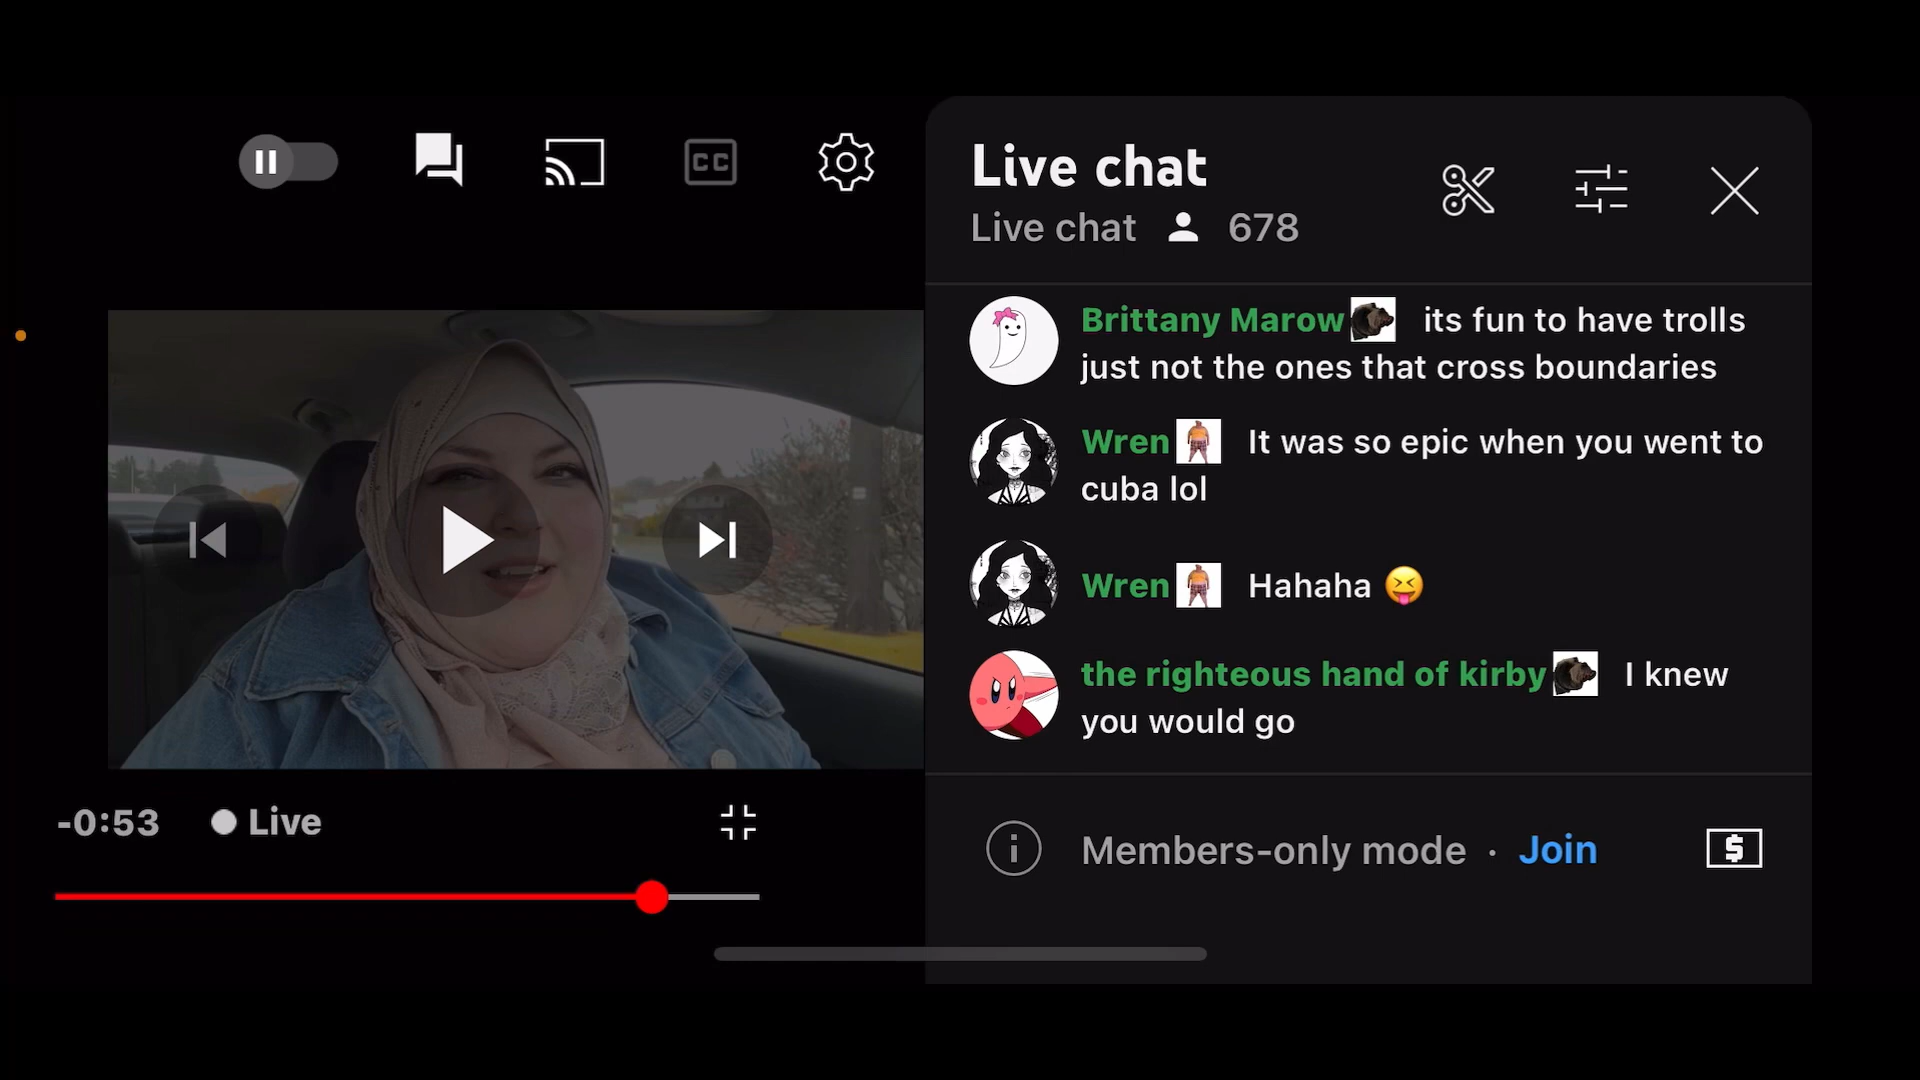 CC
Live chat
Live chat 678
Brittany Marow its fun to have trolls
just not the ones that cross boundaries
Wren It was so epic when you went to
cuba lol
Wren Hahaha 😝
the righteous hand of kirby I knew
you would go
-0:53 Live
Members-only mode · Join $